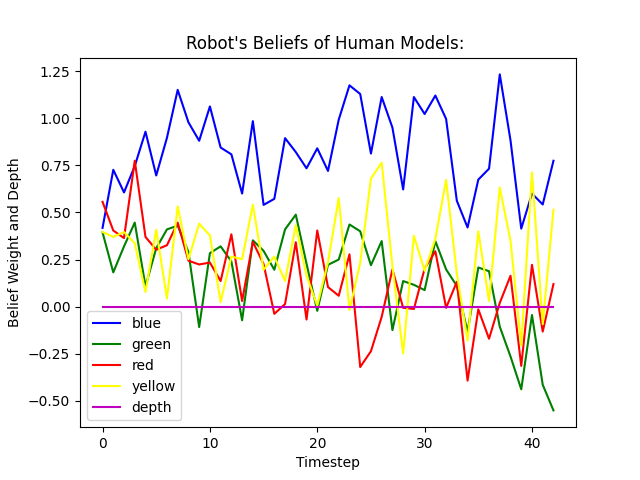 Robot's Beliefs of Human Models:
Belief Weight and Depth
1.25
1.00
0.75
0.50
0.25
0.00
−0.25
−0.50
blue
green
red
yellow
depth
0 10 20 30 40
Timestep